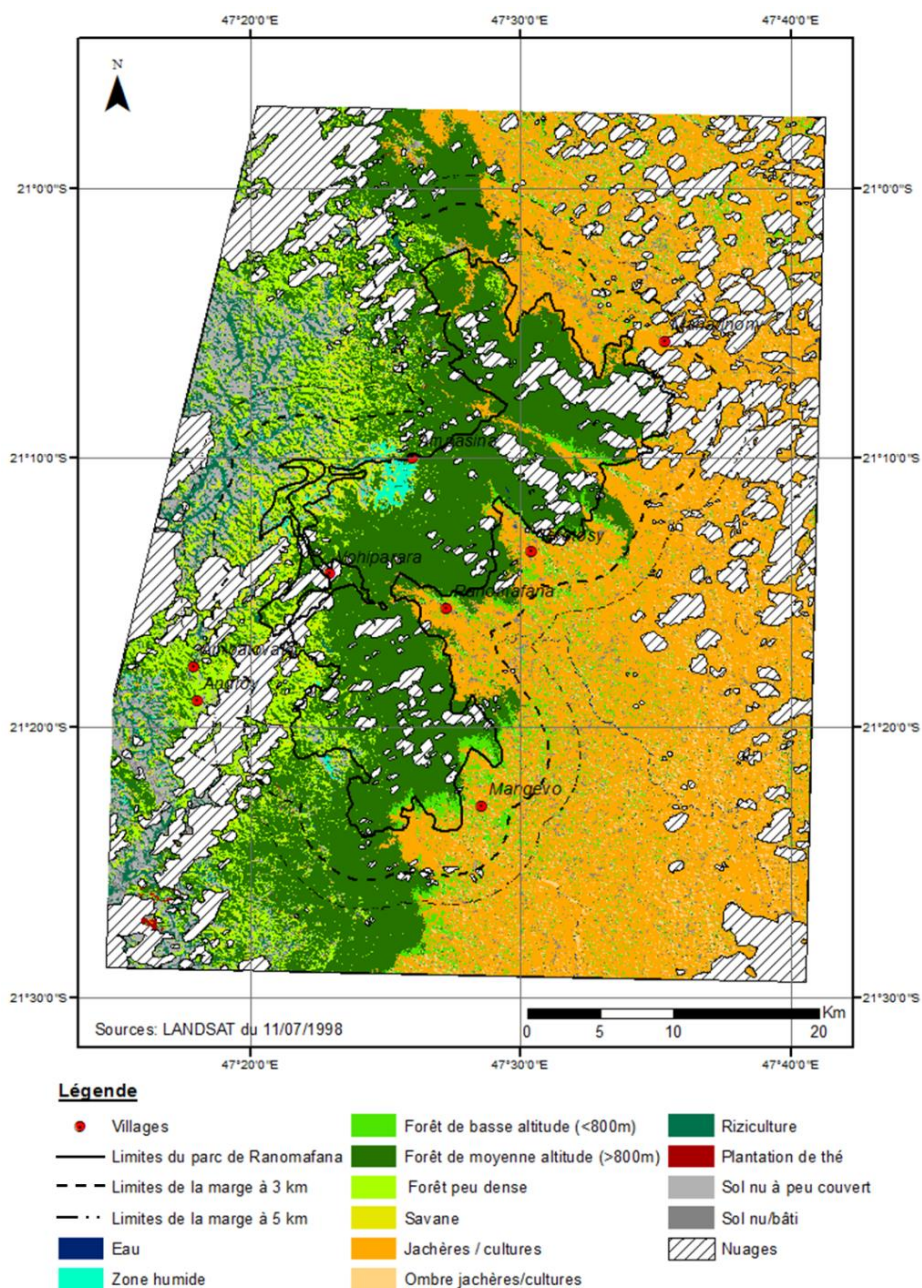 47°20'0"E 47°30'0"E 47°40'0"E
N
21°0'0"S 21°0'0"S
21°10'0"S 21°10'0"S
Vohiparara
Ranomafana
Androy
21°20'0"S 21°20'0"S
Mangevo
21°30'0"S 21°30'0"S
Km
0 5 10 20
Sources: LANDSAT du 11/07/1998
47°20'0"E 47°30'0"E 47°40'0"E
Légende
Villages
Limites du parc de Ranomafana
Limites de la marge à 3 km
Limites de la marge à 5 km
Eau
Zone humide
Forêt de basse altitude (<800m)
Forêt de moyenne altitude (>800m)
Forêt peu dense
Savane
Jachères / cultures
Ombre jachères/cultures
Riziculture
Plantation de thé
Sol nu à peu couvert
Sol nu/bâti
Nuages